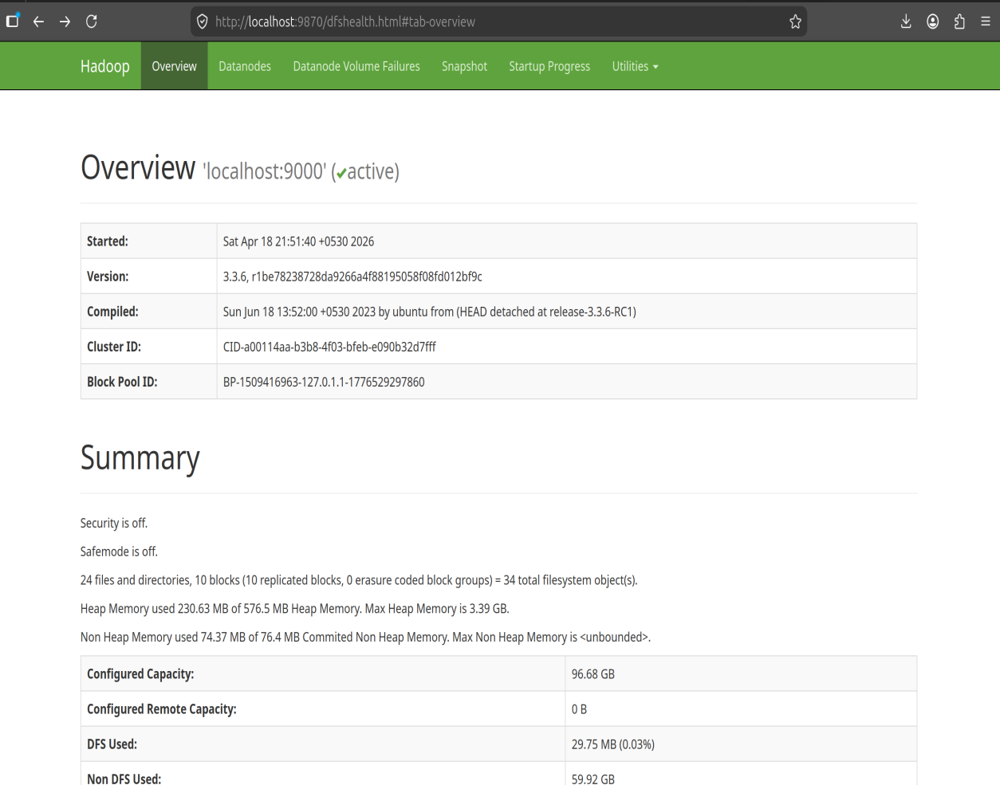 http://localhost:9870/dfshealth.html#tab-overview
Hadoop Overview Datanodes Datanode Volume Failures Snapshot Startup Progress Utilities
Overview 'localhost:9000' (✔active)
Started: Sat Apr 18 21:51:40 +0530 2026
Version: 3.3.6, r1be78238728da9266a4f88195058f08fd012bf9c
Compiled: Sun Jun 18 13:52:00 +0530 2023 by ubuntu from (HEAD detached at release-3.3.6-RC1)
Cluster ID: CID-a00114aa-b3b8-4f03-bfeb-e090b32d7fff
Block Pool ID: BP-1509416963-127.0.1.1-1776529297860
Summary
Security is off.
Safemode is off.
24 files and directories, 10 blocks (10 replicated blocks, 0 erasure coded block groups) = 34 total filesystem object(s).
Heap Memory used 230.63 MB of 576.5 MB Heap Memory. Max Heap Memory is 3.39 GB.
Non Heap Memory used 74.37 MB of 76.4 MB Commited Non Heap Memory. Max Non Heap Memory is <unbounded>.
Configured Capacity: 96.68 GB
Configured Remote Capacity: 0 B
DFS Used: 29.75 MB (0.03%)
Non DFS Used: 59.92 GB